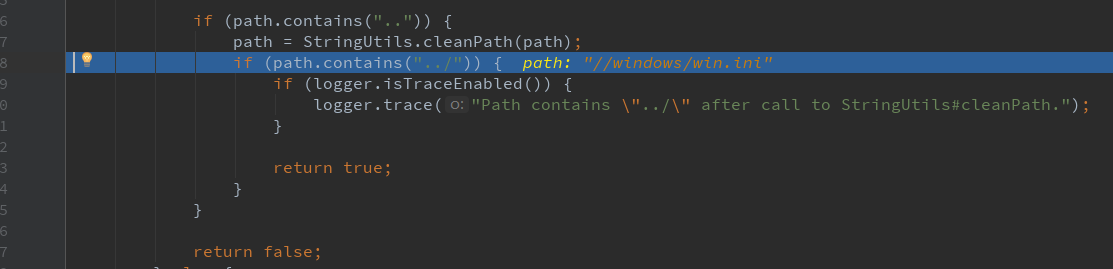 6 if (path.contains("..")) {
7 path = StringUtils.cleanPath(path);
8 if (path.contains("../")) { path: "//windows/win.ini"
9 if (logger.isTraceEnabled()) {
0 logger.trace( o: "Path contains \"../\" after call to StringUtils#cleanPath.");
1 }
2
3 return true;
4 }
5 }
6
7 return false;